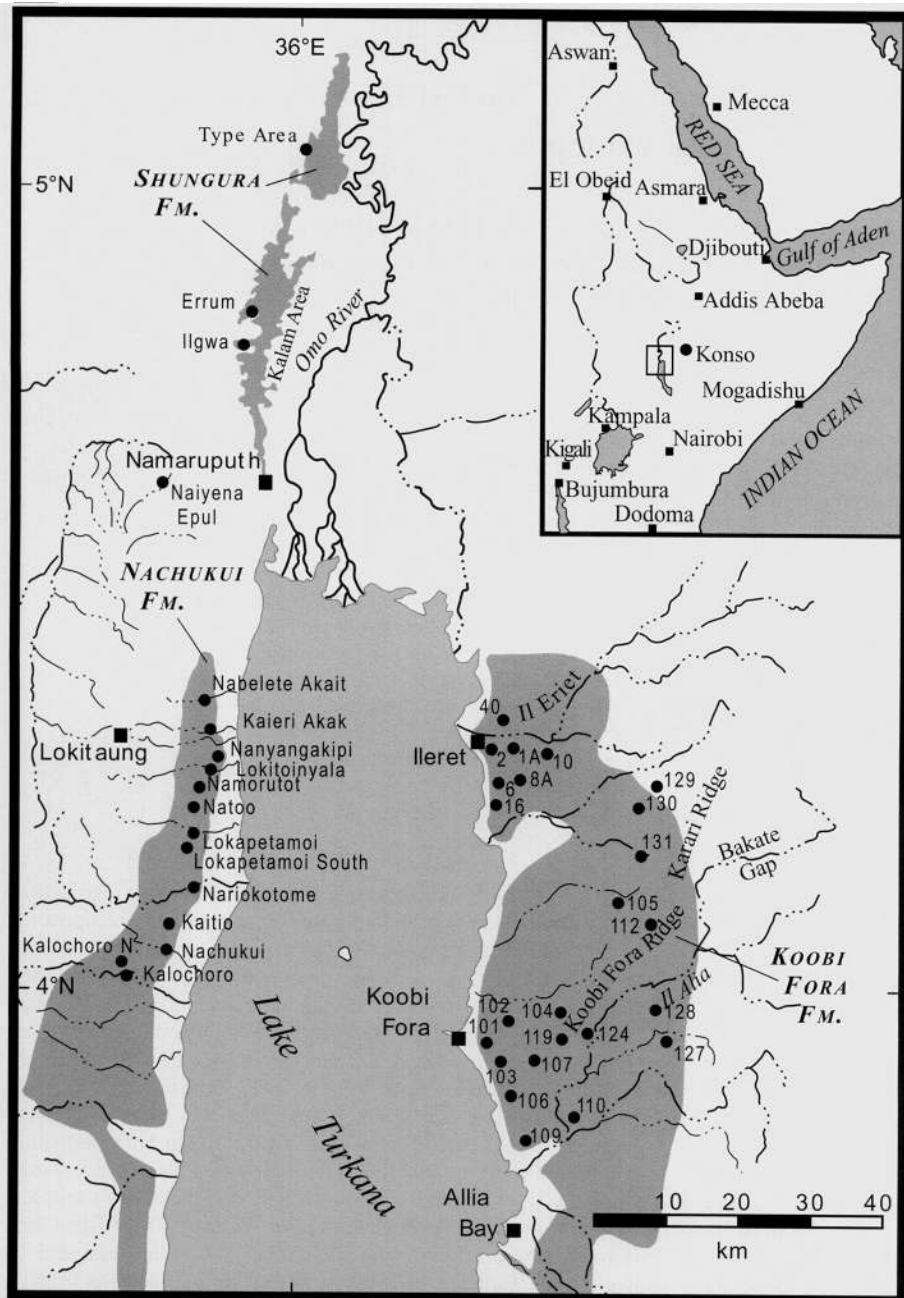 36°E
Type Area
SHUNGURA
FM.
5°N
Errum
Ilgwa
Kalam Area
Omo River
Namaruputh
Naiyena
Epul
NACHUKUI
FM.
Nabelete Akait
Kaieri Akak
Lokitaung
Nanyangakipi
Lokitoinyala
Namorutot
Natoo
Lokapetamoi
Lokapetamoi South
Nariokotome
Kaitio
Kalochoro N.
Nachukui
Kalochoro
4°N
Lake
Turkana
Aswan
Mecca
RED SEA
El Obeid
Asmara
Djibouti
Gulf of Aden
Addis Abeba
Konso
Mogadishu
Kampala
Nairobi
Kigali
Bujumbura
Dodoma
INDIAN OCEAN
40
Il Eriet
Ileret
2
1A
10
6
8A
16
129
130
131
Karari Ridge
Bakate
Gap
105
112
Koobi Fora Ridge
KOOBI
FORA
FM.
Koobi
Fora
102
104
Il Alia
128
101
119
124
127
103
107
106
110
109
Allia
Bay
10
20
30
40
km